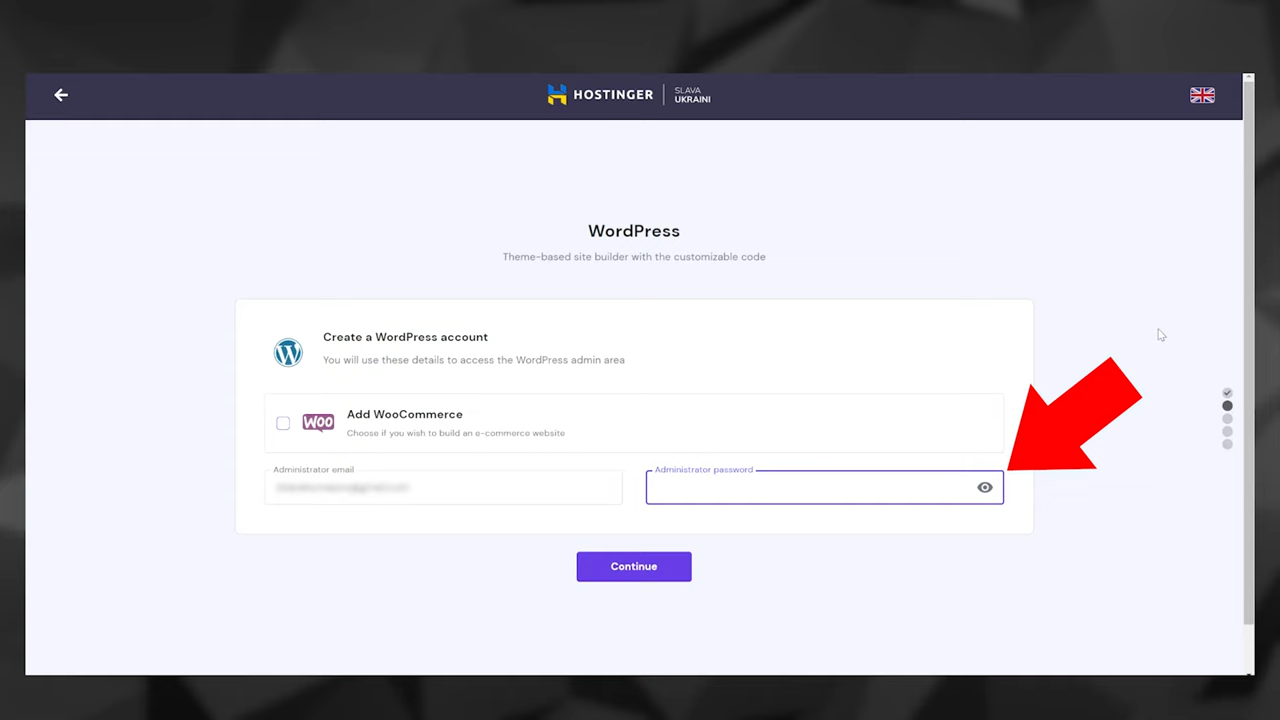 HOSTINGER
SLAVA
UKRAINI
WordPress
Theme-based site builder with the customizable code
Create a WordPress account
You will use these details to access the WordPress admin area
WOO
Add WooCommerce
Choose if you wish to build an e-commerce website
Administrator email
Administrator password
Continue